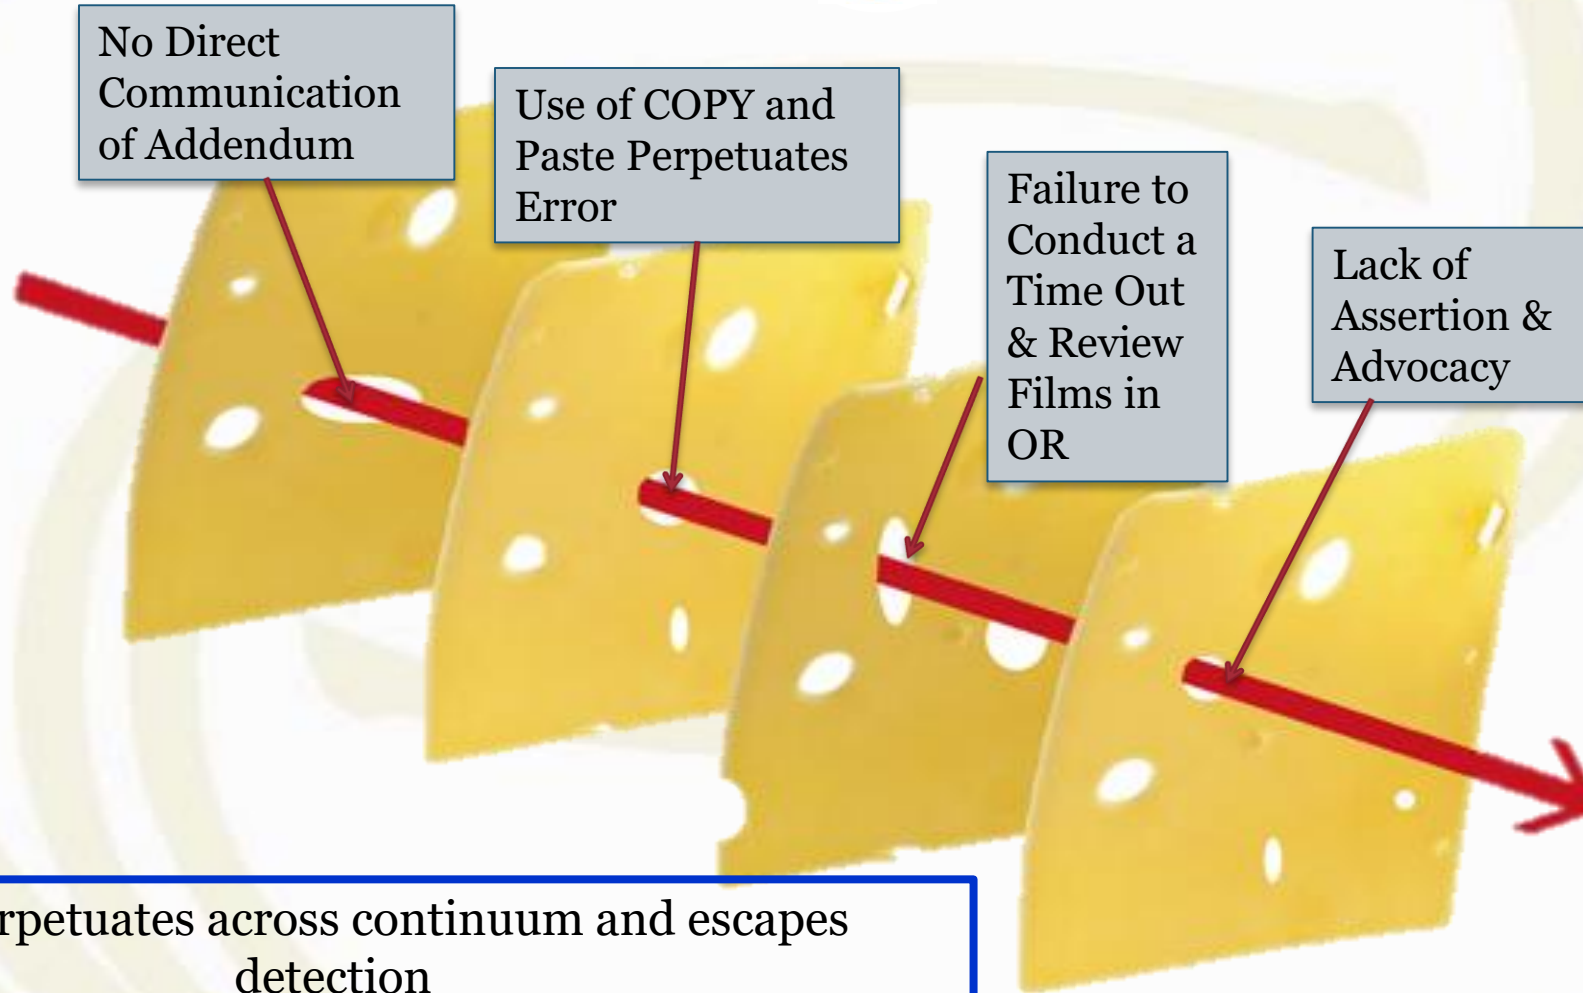 No Direct
Communication
of Addendum
Use of COPY and
Paste Perpetuates
Error
Failure to
Conduct a
Time Out
& Review
Films in
OR
Lack of
Assertion &
Advocacy
rpetuates across continuum and escapes
detection